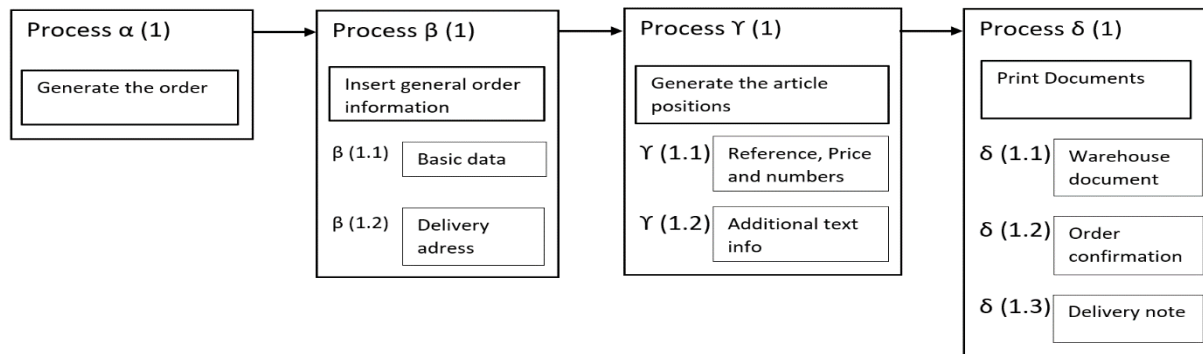 Process α (1)
Generate the order
Process β (1)
Insert general order
information
β (1.1)
Basic data
β (1.2)
Delivery
adress
Process ϒ (1)
Generate the article
positions
ϒ (1.1)
Reference, Price
and numbers
ϒ (1.2)
Additional text
info
Process δ (1)
Print Documents
δ (1.1)
Warehouse
document
δ (1.2)
Order
confirmation
δ (1.3)
Delivery note